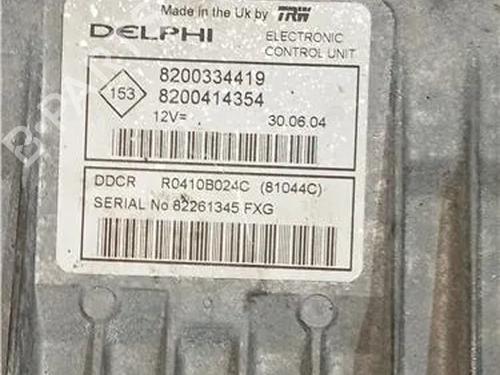 Made in the Uk by TRW
DELPHI
ELECTRONIC
CONTROL UNIT
153
8200334419
8200414354
12V=
30.06.04
DDCR R0410B024C (81044C)
SERIAL No 82261345 FXG